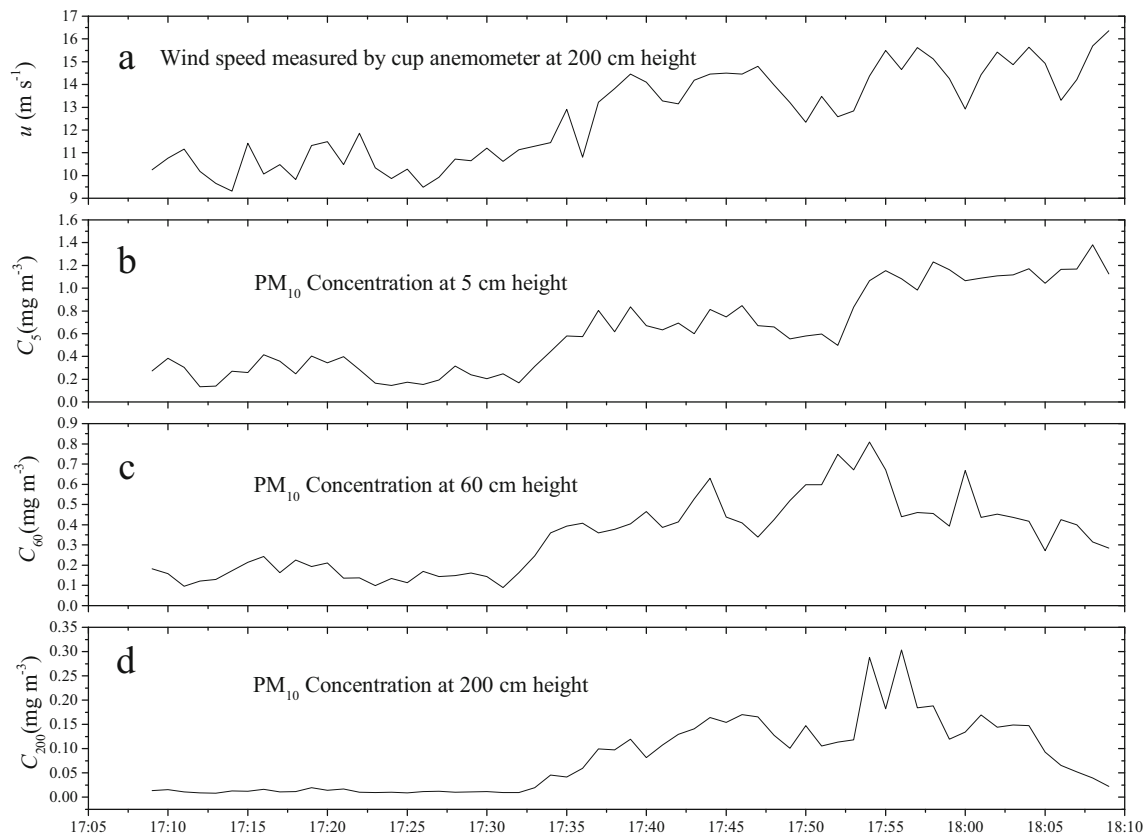 17
16
15
14
13
12
11
10
9
u (m s⁻¹)
a
Wind speed measured by cup anemometer at 200 cm height
1.6
1.4
1.2
1.0
0.8
0.6
0.4
0.2
0.0
C₅(mg m⁻³)
b
PM₁₀ Concentration at 5 cm height
0.9
0.8
0.7
0.6
0.5
0.4
0.3
0.2
0.1
0.0
C₆₀(mg m⁻³)
c
PM₁₀ Concentration at 60 cm height
0.35
0.30
0.25
0.20
0.15
0.10
0.05
0.00
C₂₀₀(mg m⁻³)
d
PM₁₀ Concentration at 200 cm height
17:05 17:10 17:15 17:20 17:25 17:30 17:35 17:40 17:45 17:50 17:55 18:00 18:05 18:10